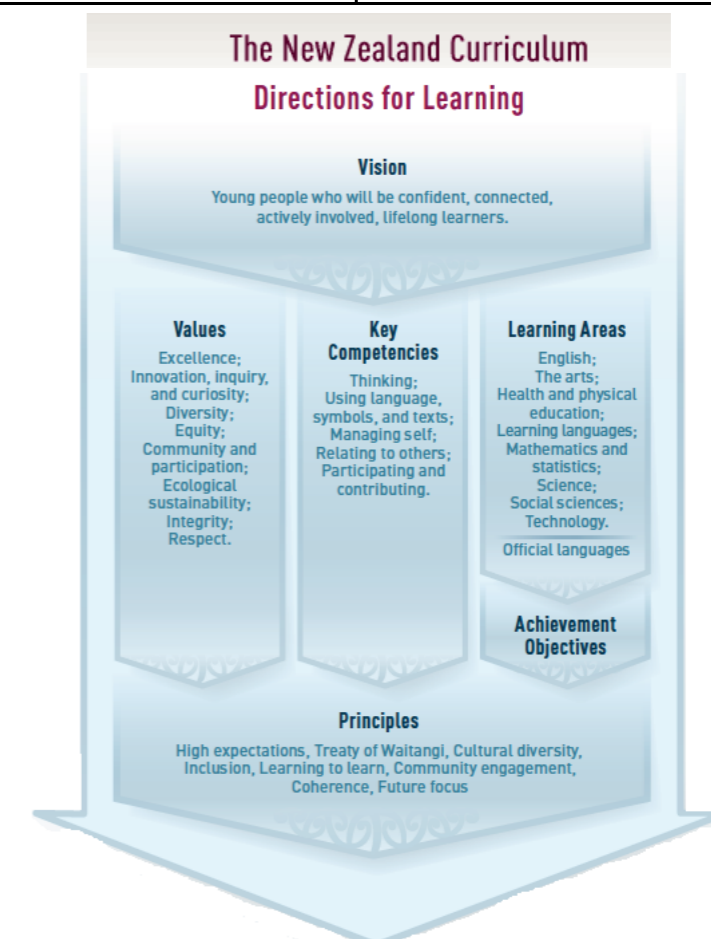 The New Zealand Curriculum
Directions for Learning
Vision
Young people who will be confident, connected,
actively involved, lifelong learners.
Values
Excellence;
Innovation, inquiry,
and curiosity;
Diversity;
Equity;
Community and
participation;
Ecological
sustainability;
Integrity;
Respect.
Key
Competencies
Thinking;
Using language,
symbols, and texts;
Managing self;
Relating to others;
Participating and
contributing.
Learning Areas
English;
The arts;
Health and physical
education;
Learning languages;
Mathematics and
statistics;
Science;
Social sciences;
Technology.
Official languages
Achievement
Objectives
Principles
High expectations, Treaty of Waitangi, Cultural diversity,
Inclusion, Learning to learn, Community engagement,
Coherence, Future focus